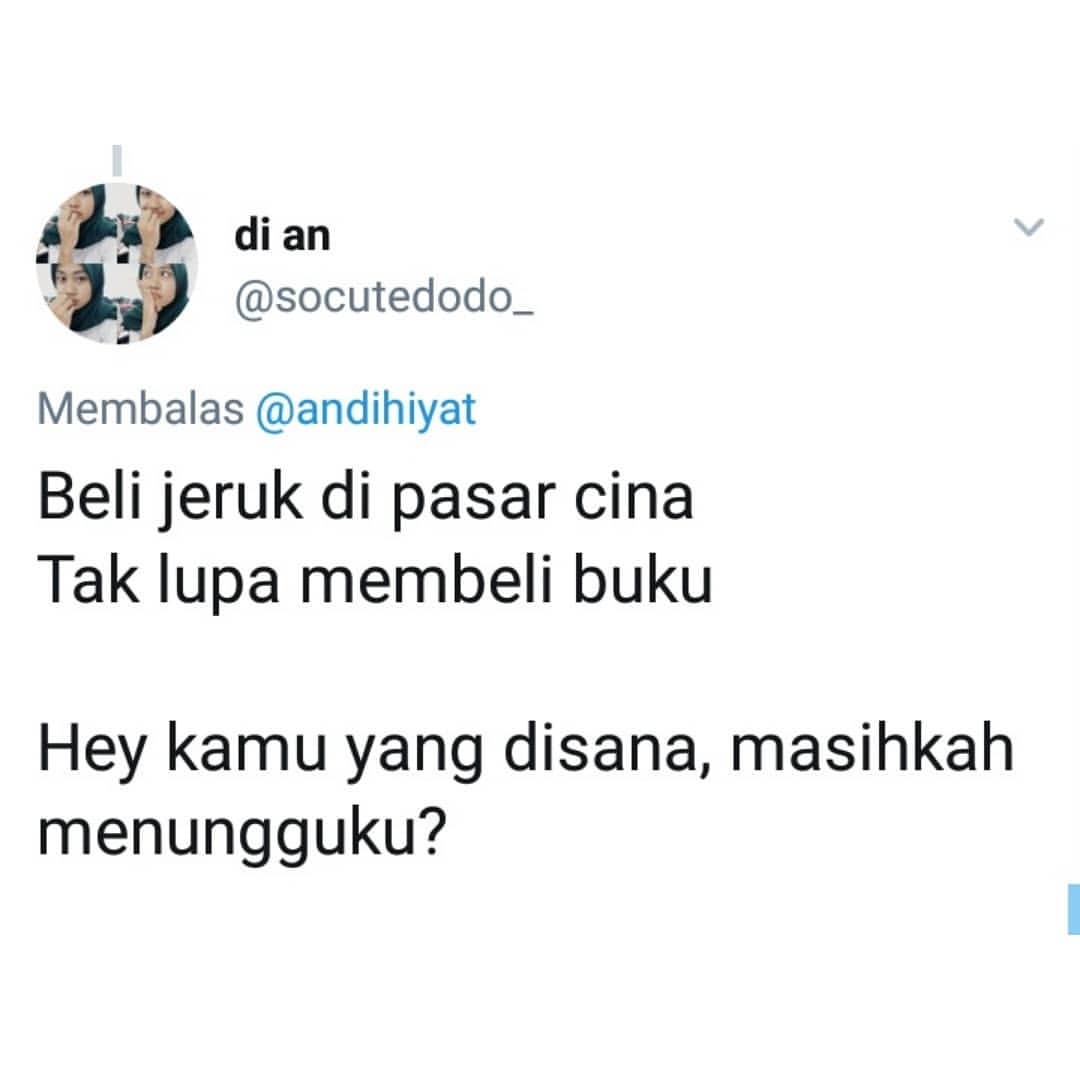 di an
@socutedodo_
Membalas @andihiyat
Beli jeruk di pasar cina
Tak lupa membeli buku
Hey kamu yang disana, masihkah
menungguku?